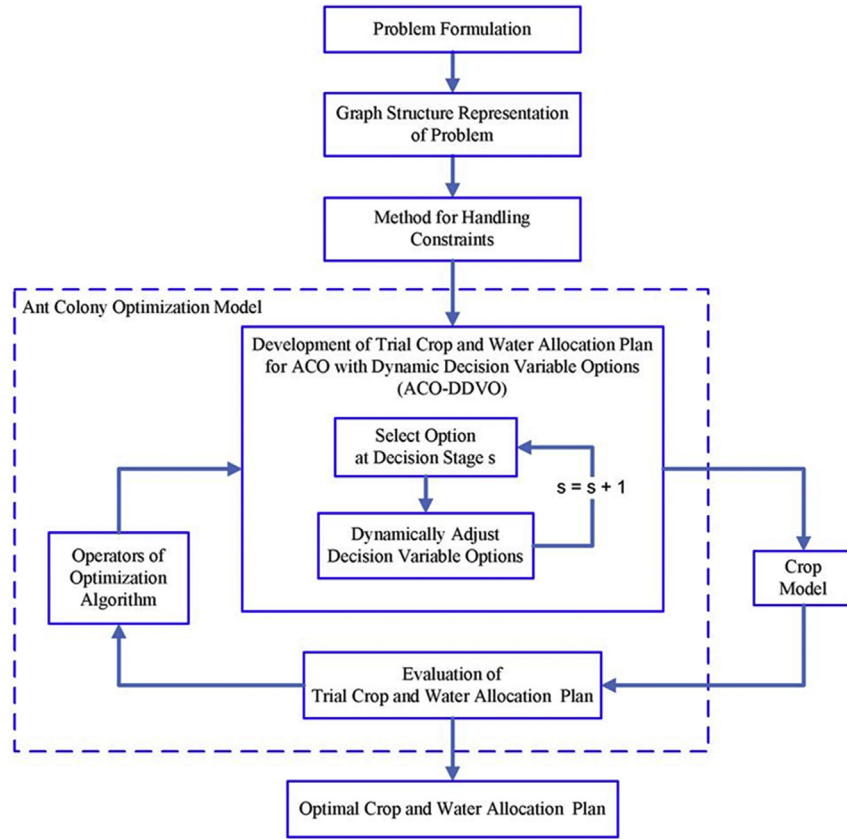 Problem Formulation
Graph Structure Representation
of Problem
Method for Handling
Constraints
Ant Colony Optimization Model
Development of Trial Crop and Water Allocation Plan
for ACO with Dynamic Decision Variable Options
(ACO-DDVO)
Select Option
at Decision Stage s
s = s + 1
Dynamically Adjust
Decision Variable Options
Operators of
Optimization
Algorithm
Crop
Model
Evaluation of
Trial Crop and Water Allocation Plan
Optimal Crop and Water Allocation Plan